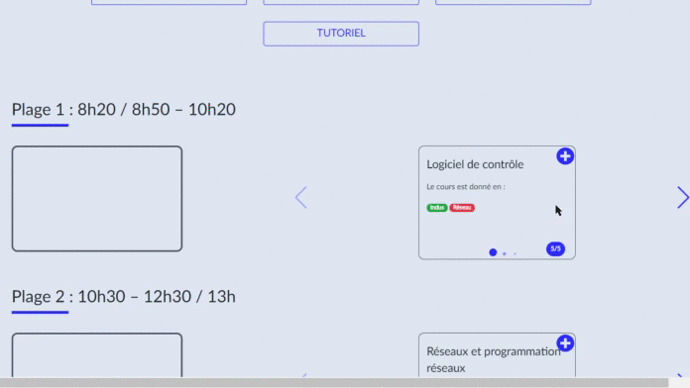 TUTORIEL
Plage 1 : 8h20 / 8h50 – 10h20
Logiciel de contrôle
Le cours est donné en :
Indus Réseau
5/5
Plage 2 : 10h30 – 12h30 / 13h
Réseaux et programmation
réseaux